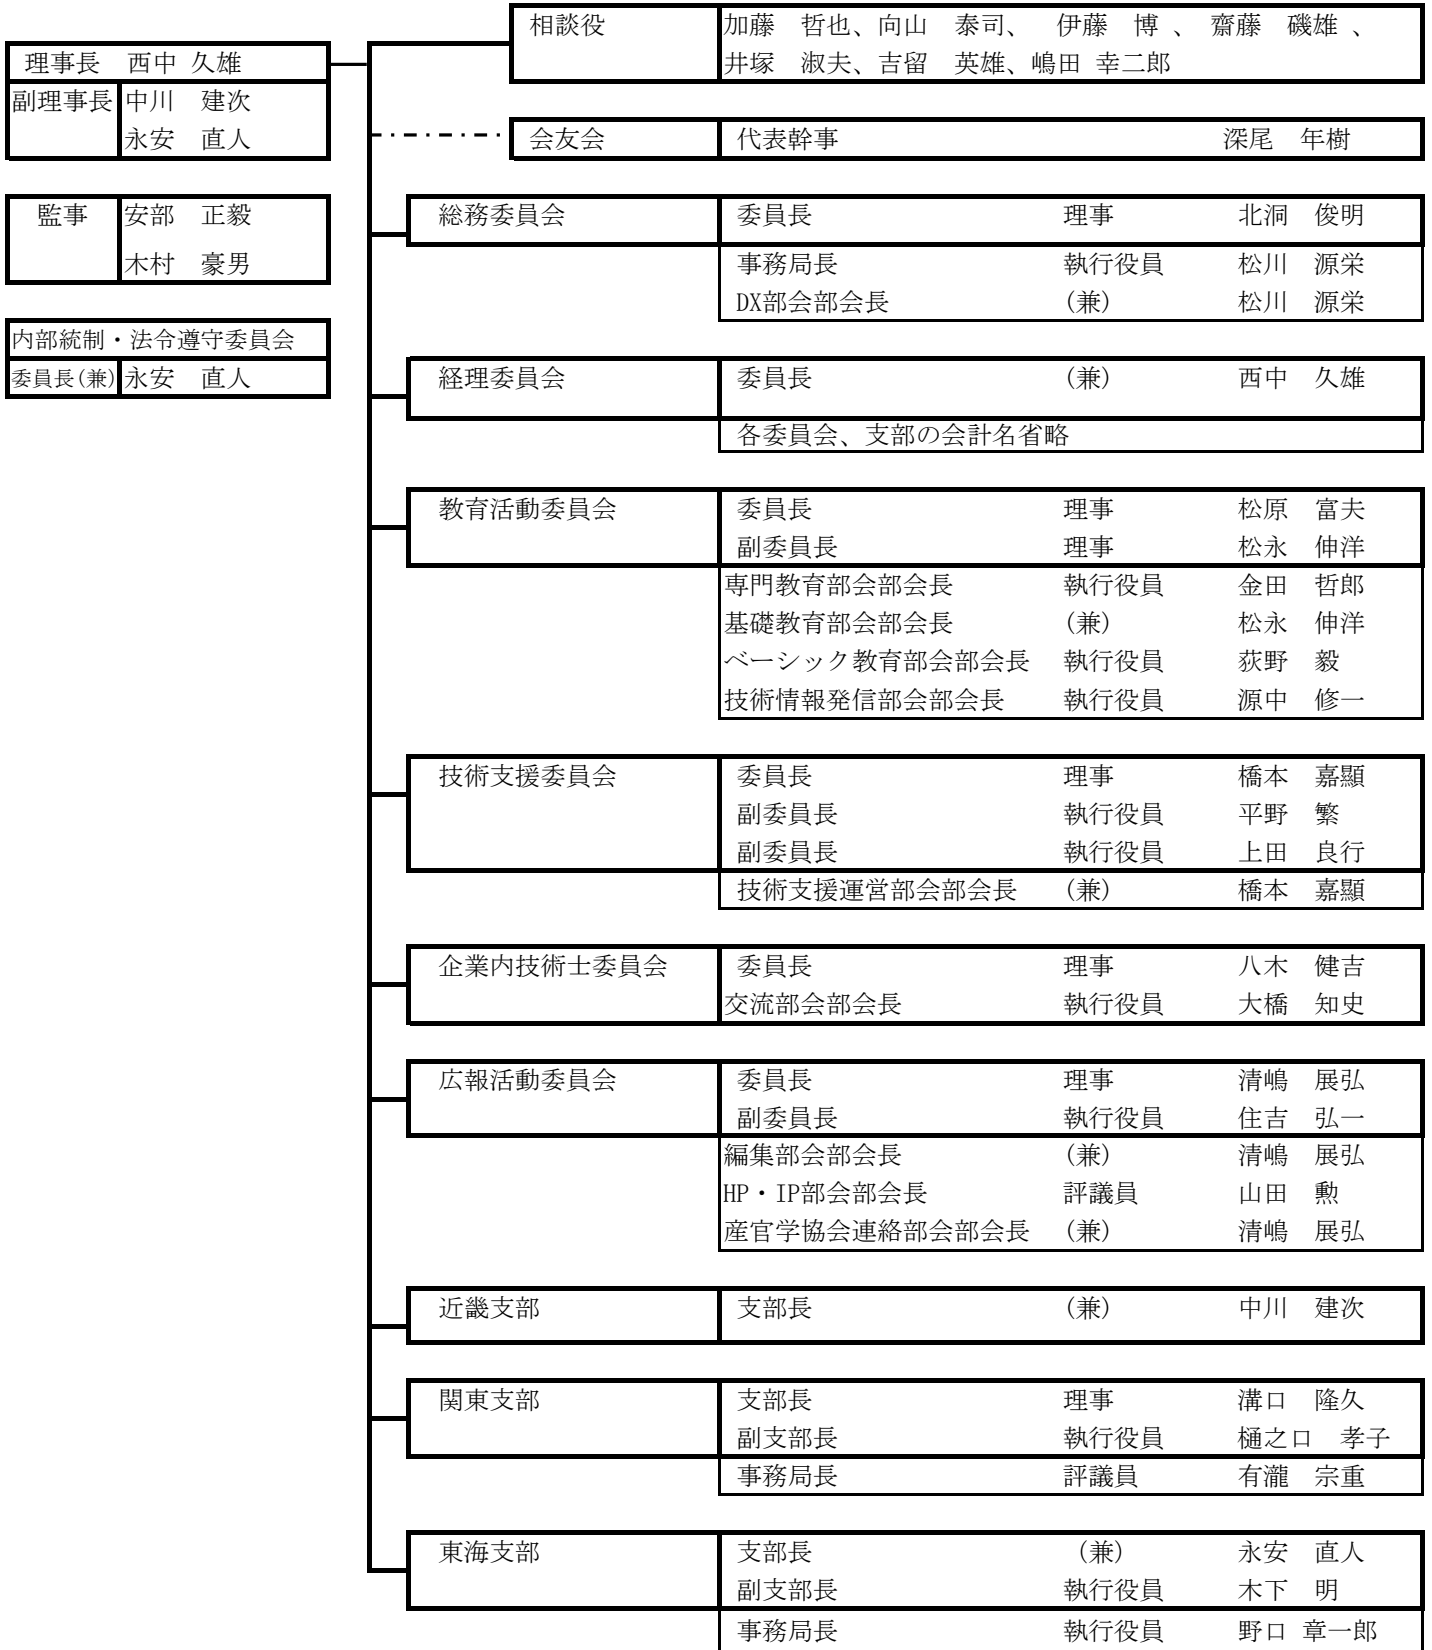 理事長　西中 久雄
副理事長 中川　建次
永安　直人
監事 安部　正毅
木村　豪男
内部統制・法令遵守委員会
委員長(兼) 永安　直人
相談役 加藤　哲也、向山　泰司、　伊藤　博 、 齋藤　磯雄 、
井塚　淑夫、吉留　英雄、嶋田 幸二郎
会友会 代表幹事 深尾　年樹
総務委員会 委員長 理事 北洞　俊明
事務局長 執行役員 松川　源栄
DX部会部会長 (兼) 松川　源栄
経理委員会 委員長 (兼) 西中　久雄
各委員会、支部の会計名省略
教育活動委員会 委員長 理事 松原　富夫
副委員長 理事 松永　伸洋
専門教育部会部会長 執行役員 金田　哲郎
基礎教育部会部会長 (兼) 松永　伸洋
ベーシック教育部会部会長 執行役員 荻野　毅
技術情報発信部会部会長 執行役員 源中　修一
技術支援委員会 委員長 理事 橋本　嘉顯
副委員長 執行役員 平野　繁
副委員長 執行役員 上田　良行
技術支援運営部会部会長 (兼) 橋本　嘉顯
企業内技術士委員会 委員長 理事 八木　健吉
交流部会部会長 執行役員 大橋　知史
広報活動委員会 委員長 理事 清嶋　展弘
副委員長 執行役員 住吉　弘一
編集部会部会長 (兼) 清嶋　展弘
HP・IP部会部会長 評議員 山田　勲
産官学協会連絡部会部会長 (兼) 清嶋　展弘
近畿支部 支部長 (兼) 中川　建次
関東支部 支部長 理事 溝口　隆久
副支部長 執行役員 樋之口　孝子
事務局長 評議員 有瀧　宗重
東海支部 支部長 (兼) 永安　直人
副支部長 執行役員 木下　明
事務局長 執行役員 野口 章一郎